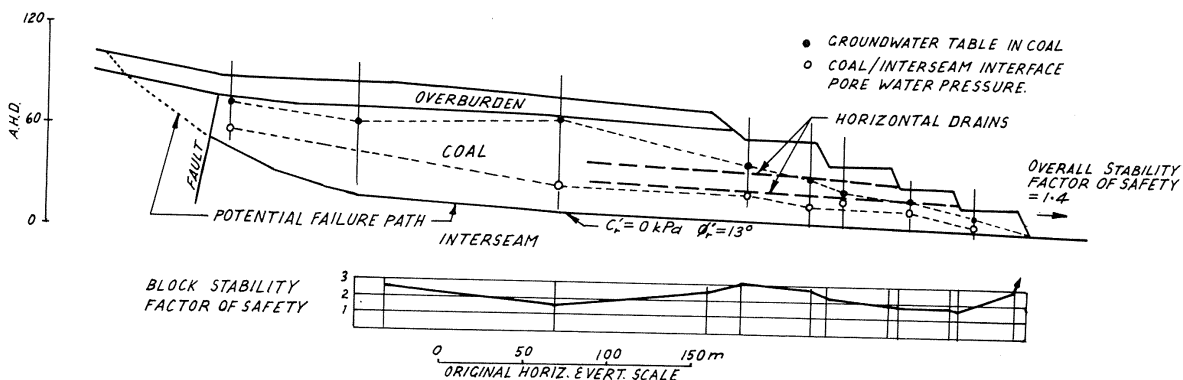 120
60
0
A.H.D.
GROUNDWATER TABLE IN COAL
COAL/INTERSEAM INTERFACE
PORE WATER PRESSURE.
OVERBURDEN
HORIZONTAL DRAINS
COAL
FAULT
OVERALL STABILITY
FACTOR OF SAFETY
= 1·4
POTENTIAL FAILURE PATH
INTERSEAM
C'r = 0 kPa φ'r = 13°
BLOCK STABILITY
FACTOR OF SAFETY
3
2
1
0 50 100 150 m
ORIGINAL HORIZ. & VERT. SCALE